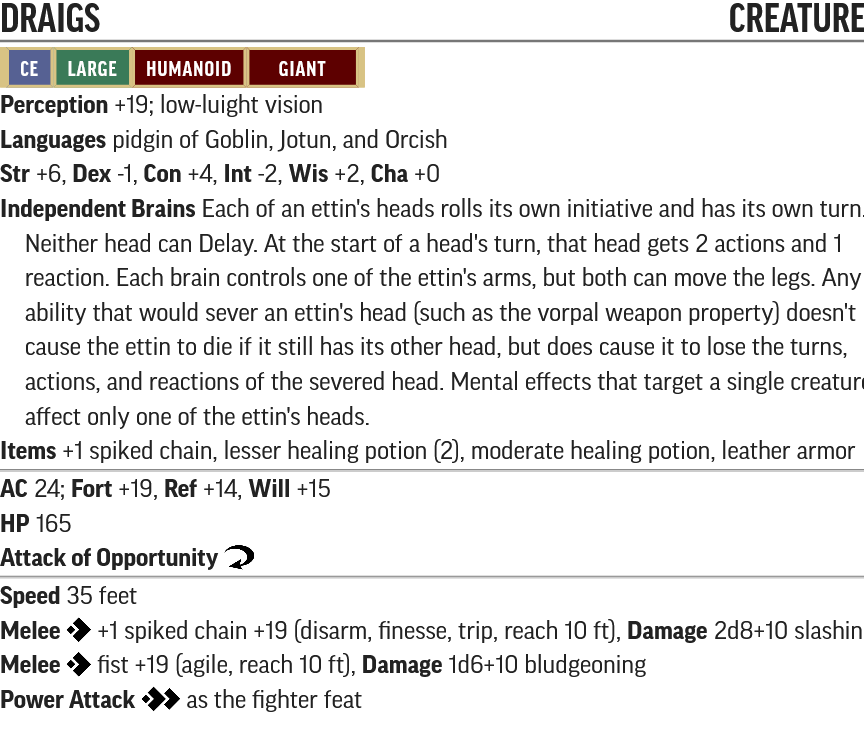 DRAIGS CREATURE
CE LARGE HUMANOID GIANT
Perception +19; low-luight vision
Languages pidgin of Goblin, Jotun, and Orcish
Str +6, Dex -1, Con +4, Int -2, Wis +2, Cha +0
Independent Brains Each of an ettin's heads rolls its own initiative and has its own turn.
Neither head can Delay. At the start of a head's turn, that head gets 2 actions and 1
reaction. Each brain controls one of the ettin's arms, but both can move the legs. Any
ability that would sever an ettin's head (such as the vorpal weapon property) doesn't
cause the ettin to die if it still has its other head, but does cause it to lose the turns,
actions, and reactions of the severed head. Mental effects that target a single creature
affect only one of the ettin's heads.
Items +1 spiked chain, lesser healing potion (2), moderate healing potion, leather armor
AC 24; Fort +19, Ref +14, Will +15
HP 165
Attack of Opportunity
Speed 35 feet
Melee +1 spiked chain +19 (disarm, finesse, trip, reach 10 ft), Damage 2d8+10 slashin
Melee fist +19 (agile, reach 10 ft), Damage 1d6+10 bludgeoning
Power Attack as the fighter feat